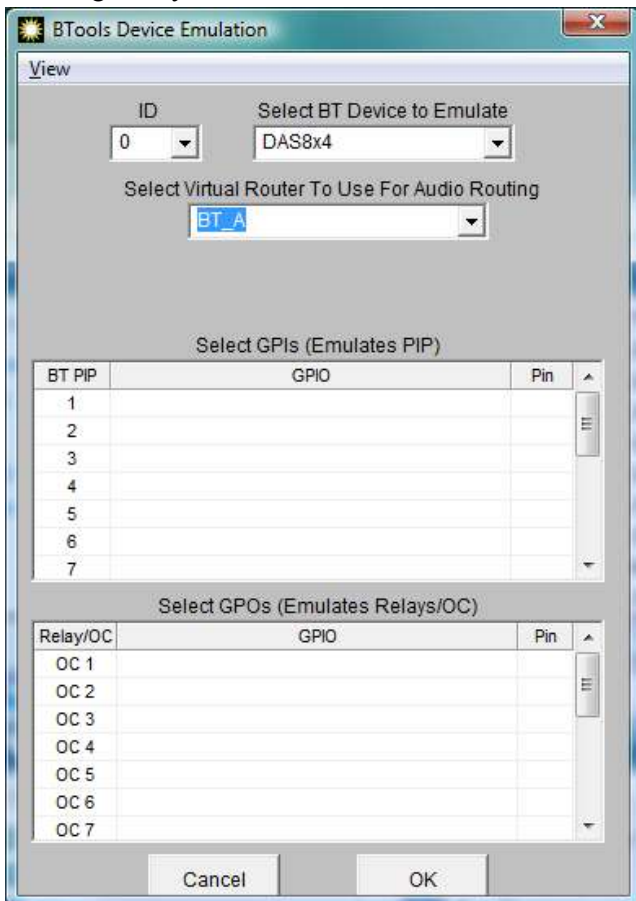 BTools Device Emulation
View
ID Select BT Device to Emulate
0 DAS8x4
Select Virtual Router To Use For Audio Routing
BT_A
Select GPIs (Emulates PIP)
BT PIP GPIO Pin
1
2
3
4
5
6
7
Select GPOs (Emulates Relays/OC)
Relay/OC GPIO Pin
OC 1
OC 2
OC 3
OC 4
OC 5
OC 6
OC 7
Cancel OK